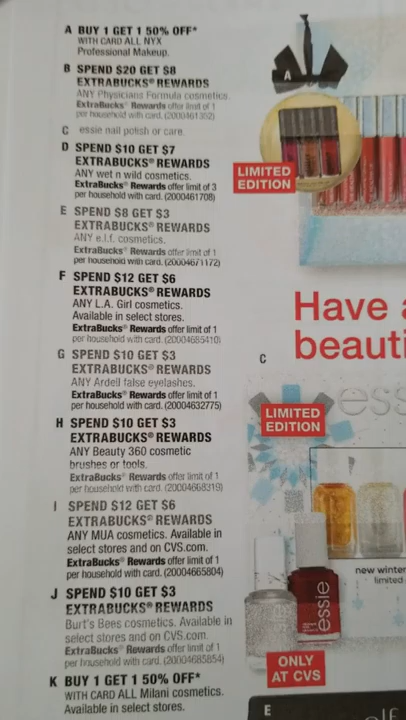 A BUY 1 GET 1 50% OFF*
WITH CARD ALL NYX
Professional Makeup.
B SPEND $20 GET $8
EXTRABUCKS® REWARDS
ANY Physicians Formula cosmetics.
ExtraBucks® Rewards offer limit of 1
per household with card. (2000461352)
C essie nail polish or care.
D SPEND $10 GET $7
EXTRABUCKS® REWARDS
ANY wet n wild cosmetics.
ExtraBucks® Rewards offer limit of 3
per household with card. (200461708)
E SPEND $8 GET $3
EXTRABUCKS® REWARDS
ANY e.l.f. cosmetics.
ExtraBucks® Rewards offer limit of 1
per household with card. (20004671172)
F SPEND $12 GET $6
EXTRABUCKS® REWARDS
ANY L.A. Girl cosmetics.
Available in select stores.
ExtraBucks® Rewards offer limit of 1
per household with card. (20004685410)
G SPEND $10 GET $3
EXTRABUCKS® REWARDS
ANY Ardell false eyelashes.
ExtraBucks® Rewards offer limit of 1
per household with card. (20004632775)
H SPEND $10 GET $3
EXTRABUCKS® REWARDS
ANY Beauty 360 cosmetic
brushes or tools.
ExtraBucks® Rewards offer limit of 1
per household with card. (20004668319)
I SPEND $12 GET $6
EXTRABUCKS® REWARDS
ANY MUA cosmetics. Available in
select stores and on CVS.com.
ExtraBucks® Rewards offer limit of 1
per household with card. (20004665804)
J SPEND $10 GET $3
EXTRABUCKS® REWARDS
Burt's Bees cosmetics. Available in
select stores and on CVS.com.
ExtraBucks® Rewards offer limit of 1
per household with card. (20004685854)
K BUY 1 GET 1 50% OFF*
WITH CARD ALL Milani cosmetics.
Available in select stores.
A
LIMITED
EDITION
Have a
beauti
C
LIMITED
EDITION
ess
new winter
limited
essie
ONLY
AT CVS
E
elf